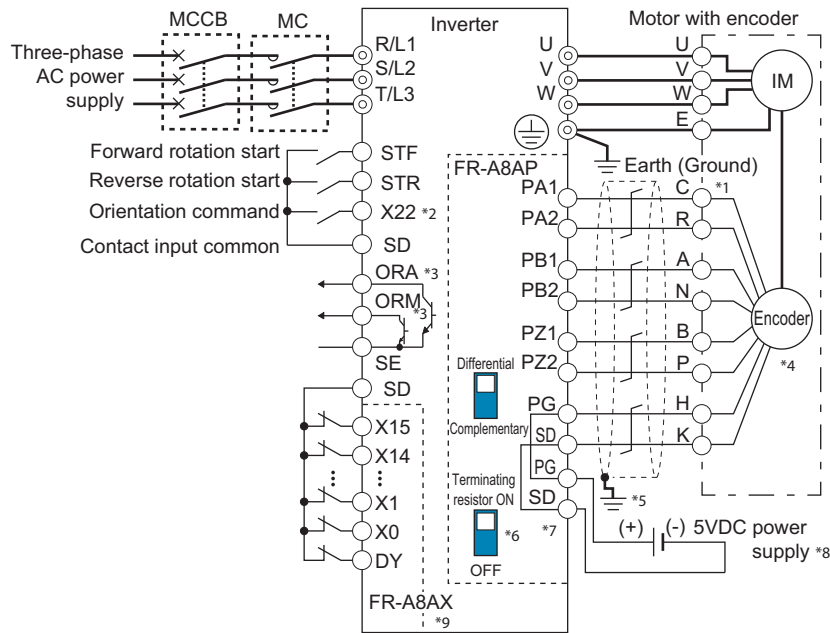 MCCB
MC
Inverter
Motor with encoder
Three-phase
AC power
supply
R/L1
S/L2
T/L3
U
V
W
U
V
W
E
IM
Earth (Ground)
Forward rotation start
Reverse rotation start
Orientation command
Contact input common
STF
STR
X22 *2
SD
ORA *3
ORM *3
SE
SD
X15
X14
X1
X0
DY
FR-A8AX
*9
FR-A8AP
PA1
PA2
PB1
PB2
PZ1
PZ2
PG
SD
PG
SD
*7
Differential
Complementary
Terminating
resistor ON
*6
OFF
C *1
R
A
N
B
P
H
K
Encoder
*4
*5
(+) (-) 5VDC power
supply *8